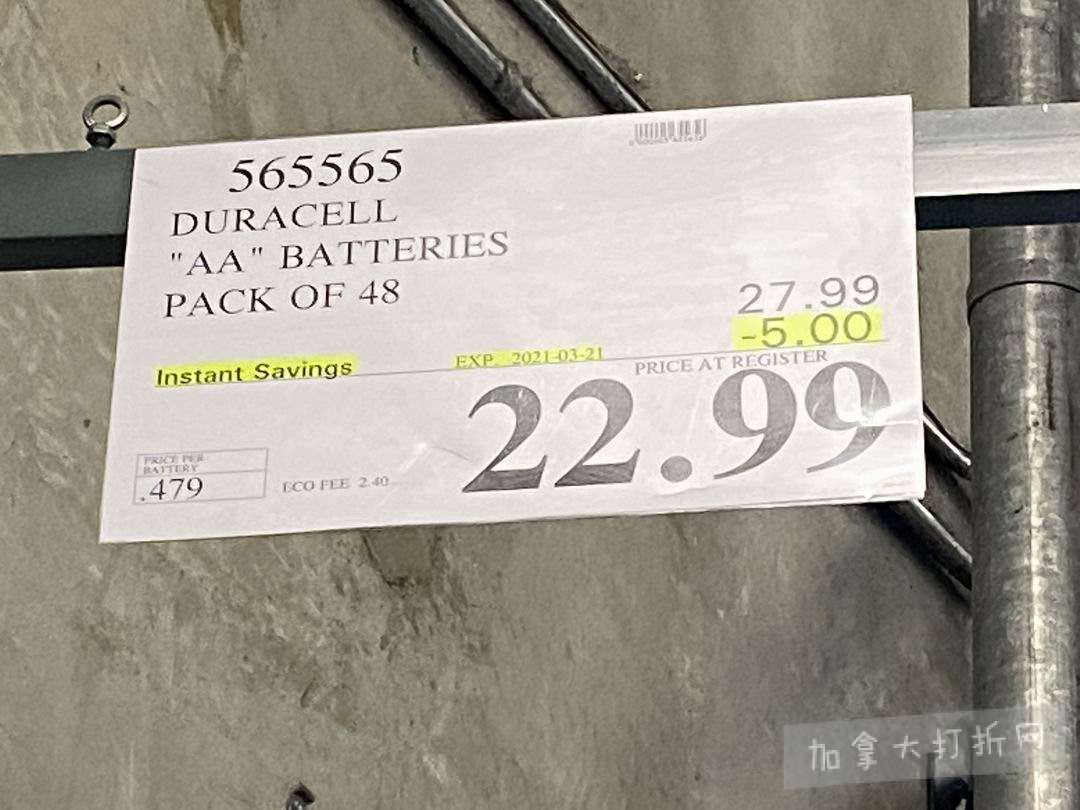 565565
DURACELL
"AA" BATTERIES
PACK OF 48
27.99
-5.00
Instant Savings
EXP. 2021-03-21
PRICE AT REGISTER
22.99
PRICE PER
BATTERY
.479
ECO FEE 2.40
加拿大打折网